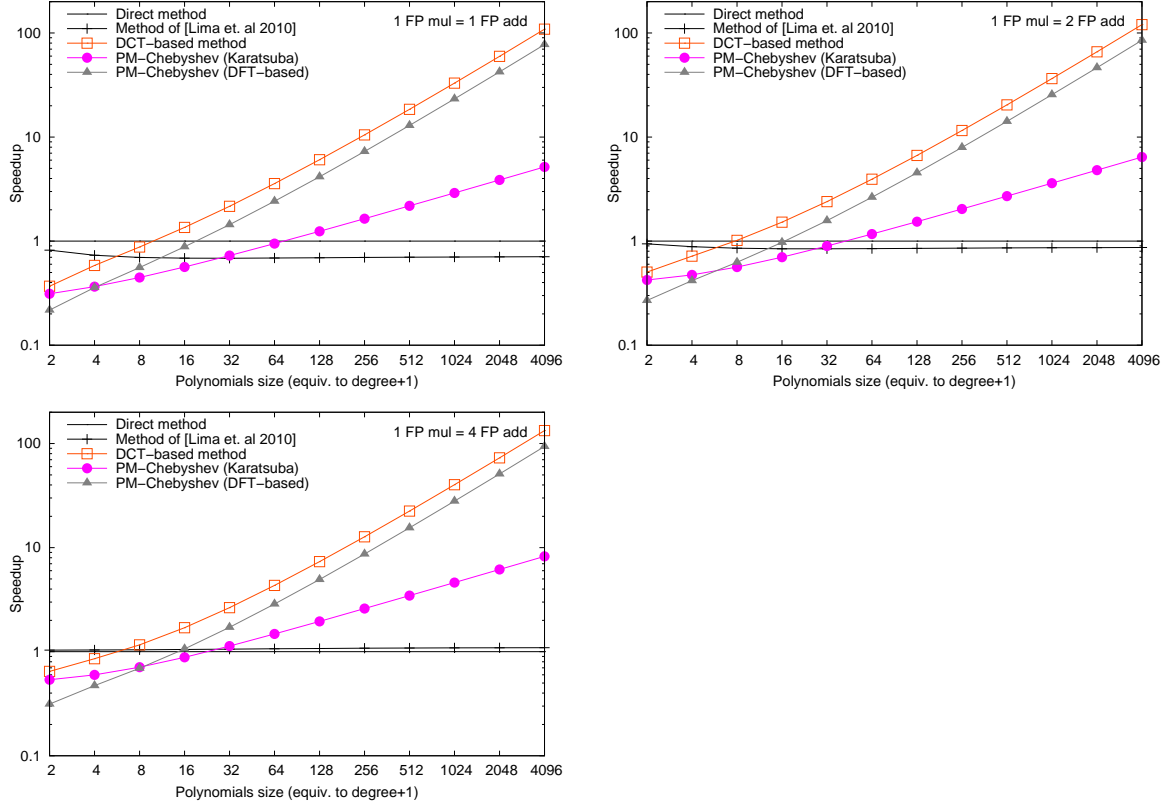 Direct method
Method of [Lima et. al 2010]
DCT-based method
PM-Chebyshev (Karatsuba)
PM-Chebyshev (DFT-based)
1 FP mul = 1 FP add
Speedup
100
10
1
0.1
2 4 8 16 32 64 128 256 512 1024 2048 4096
Polynomials size (equiv. to degree+1)
Direct method
Method of [Lima et. al 2010]
DCT-based method
PM-Chebyshev (Karatsuba)
PM-Chebyshev (DFT-based)
1 FP mul = 2 FP add
Speedup
100
10
1
0.1
2 4 8 16 32 64 128 256 512 1024 2048 4096
Polynomials size (equiv. to degree+1)
Direct method
Method of [Lima et. al 2010]
DCT-based method
PM-Chebyshev (Karatsuba)
PM-Chebyshev (DFT-based)
1 FP mul = 4 FP add
Speedup
100
10
1
0.1
2 4 8 16 32 64 128 256 512 1024 2048 4096
Polynomials size (equiv. to degree+1)